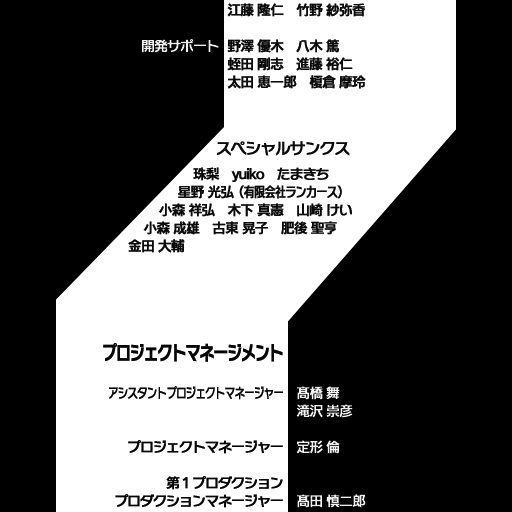 江藤 隆仁　竹野 紗弥香
開発サポート　野澤 優木　八木 篤
蛭田 剛志　進藤 裕仁
太田 恵一郎　榎倉 摩玲
スペシャルサンクス
珠梨　yuiko　たまきち
星野 光弘（有限会社ランカース）
小森 祥弘　木下 真憲　山崎 けい
小森 成雄　古東 晃子　肥後 聖亨
金田 大輔
プロジェクトマネージメント
アシスタントプロジェクトマネージャー　髙橋 舞
滝沢 崇彦
プロジェクトマネージャー　定形 倫
第１プロダクション
プロダクションマネージャー　髙田 慎二郎